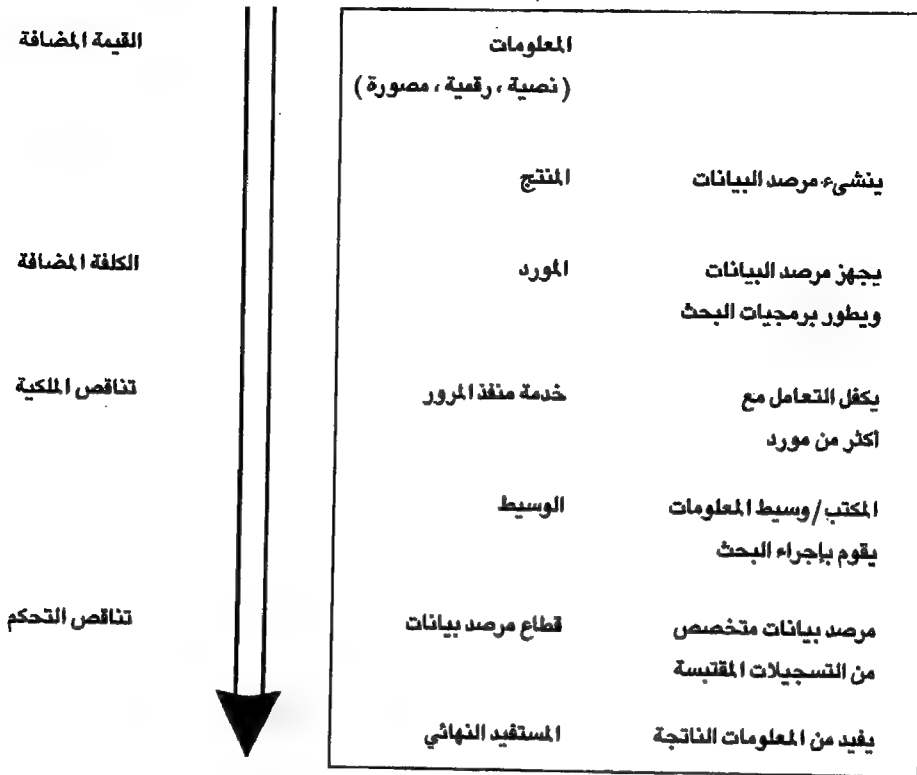 المعلومات
القيمة المضافة
(نصية ، رقمية ، مصورة)
ينشىء مرصد البيانات
المنتج
يجهز مرصد البيانات
المورد
الكلفة المضافة
ويطور برمجيات البحث
يكفل التعامل مع
خدمة منفذ المرور
تناقص الملكية
أكثر من مورد
المكتب/وسيط المعلومات
الوسيط
يقوم بإجراء البحث
مرصد بيانات متخصص
قطاع مرصد بيانات
تناقص التحكم
من التسجيلات المقتبسة
يفيد من المعلومات الناتجة
المستفيد النهائي